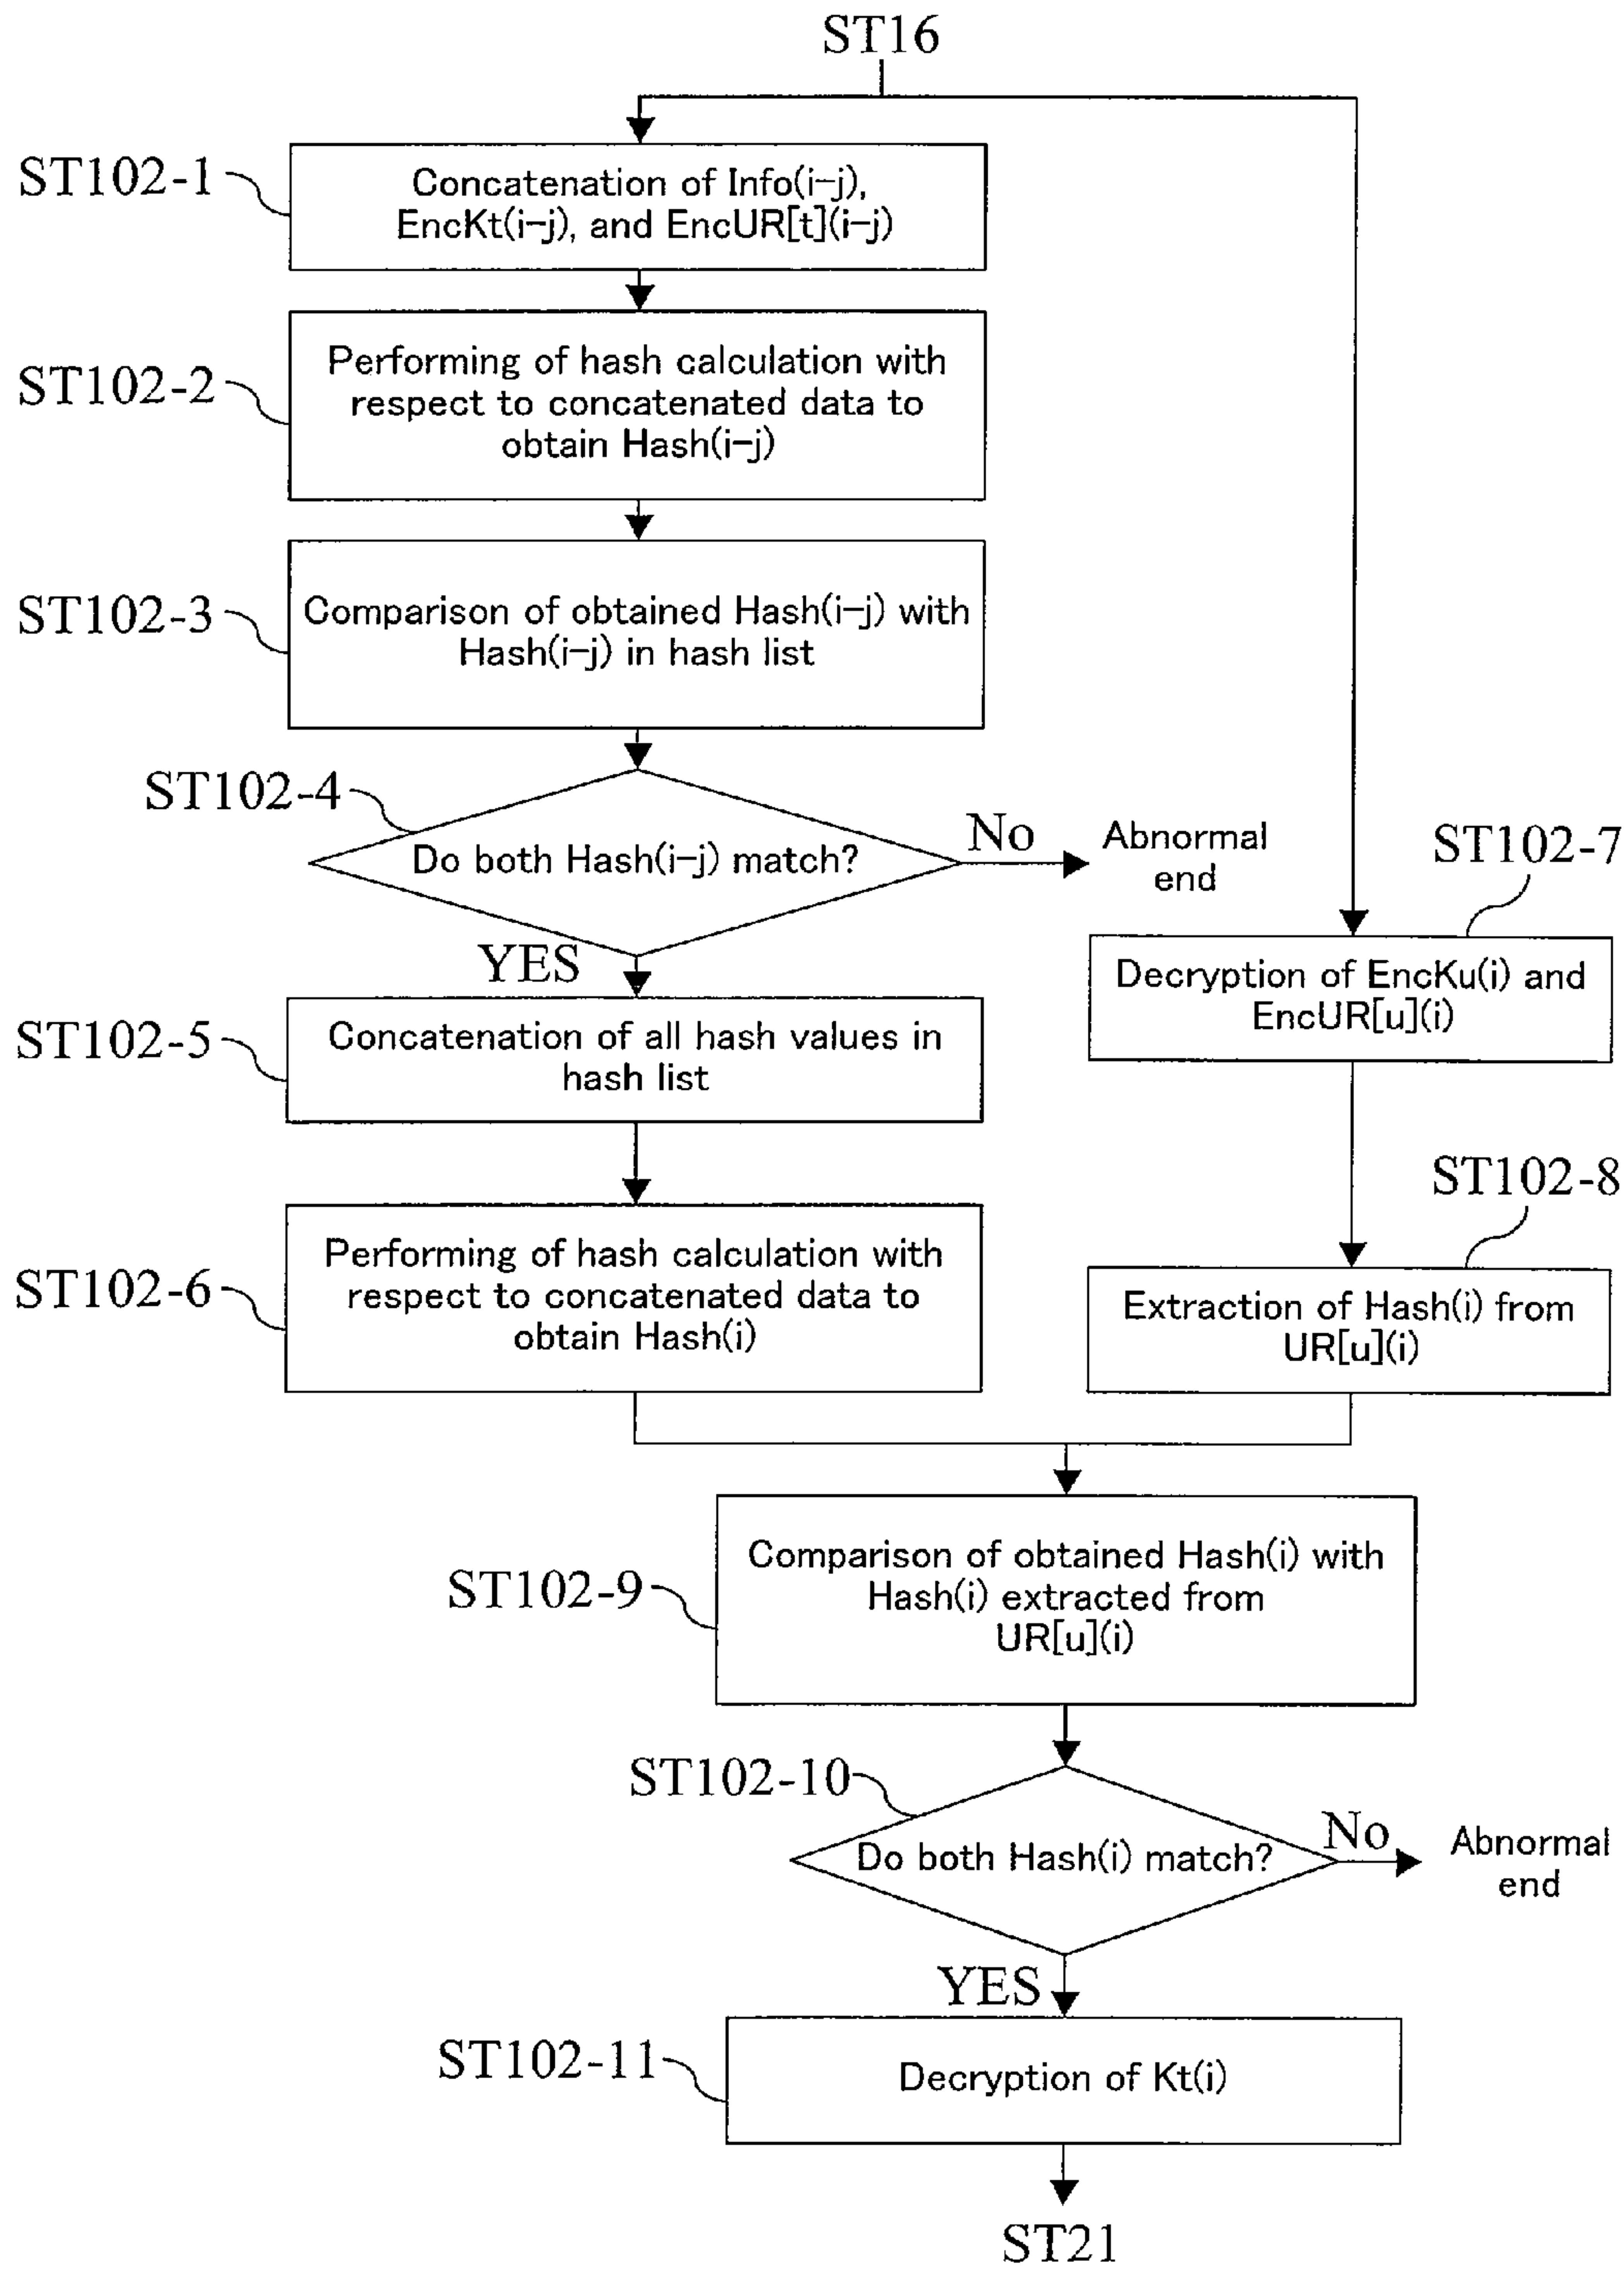 ST16
ST102-1
Concatenation of Info(i-j),
EncKt(i-j), and EncUR[t](i-j)
ST102-2
Performing of hash calculation with
respect to concatenated data to
obtain Hash(i-j)
ST102-3
Comparison of obtained Hash(i-j) with
Hash(i-j) in hash list
ST102-4
Do both Hash(i-j) match?
No
Abnormal
end
YES
ST102-7
Decryption of EncKu(i) and
EncUR[u](i)
ST102-5
Concatenation of all hash values in
hash list
ST102-8
Extraction of Hash(i) from
UR[u](i)
ST102-6
Performing of hash calculation with
respect to concatenated data to
obtain Hash(i)
ST102-9
Comparison of obtained Hash(i) with
Hash(i) extracted from
UR[u](i)
ST102-10
Do both Hash(i) match?
No
Abnormal
end
YES
ST102-11
Decryption of Kt(i)
ST21